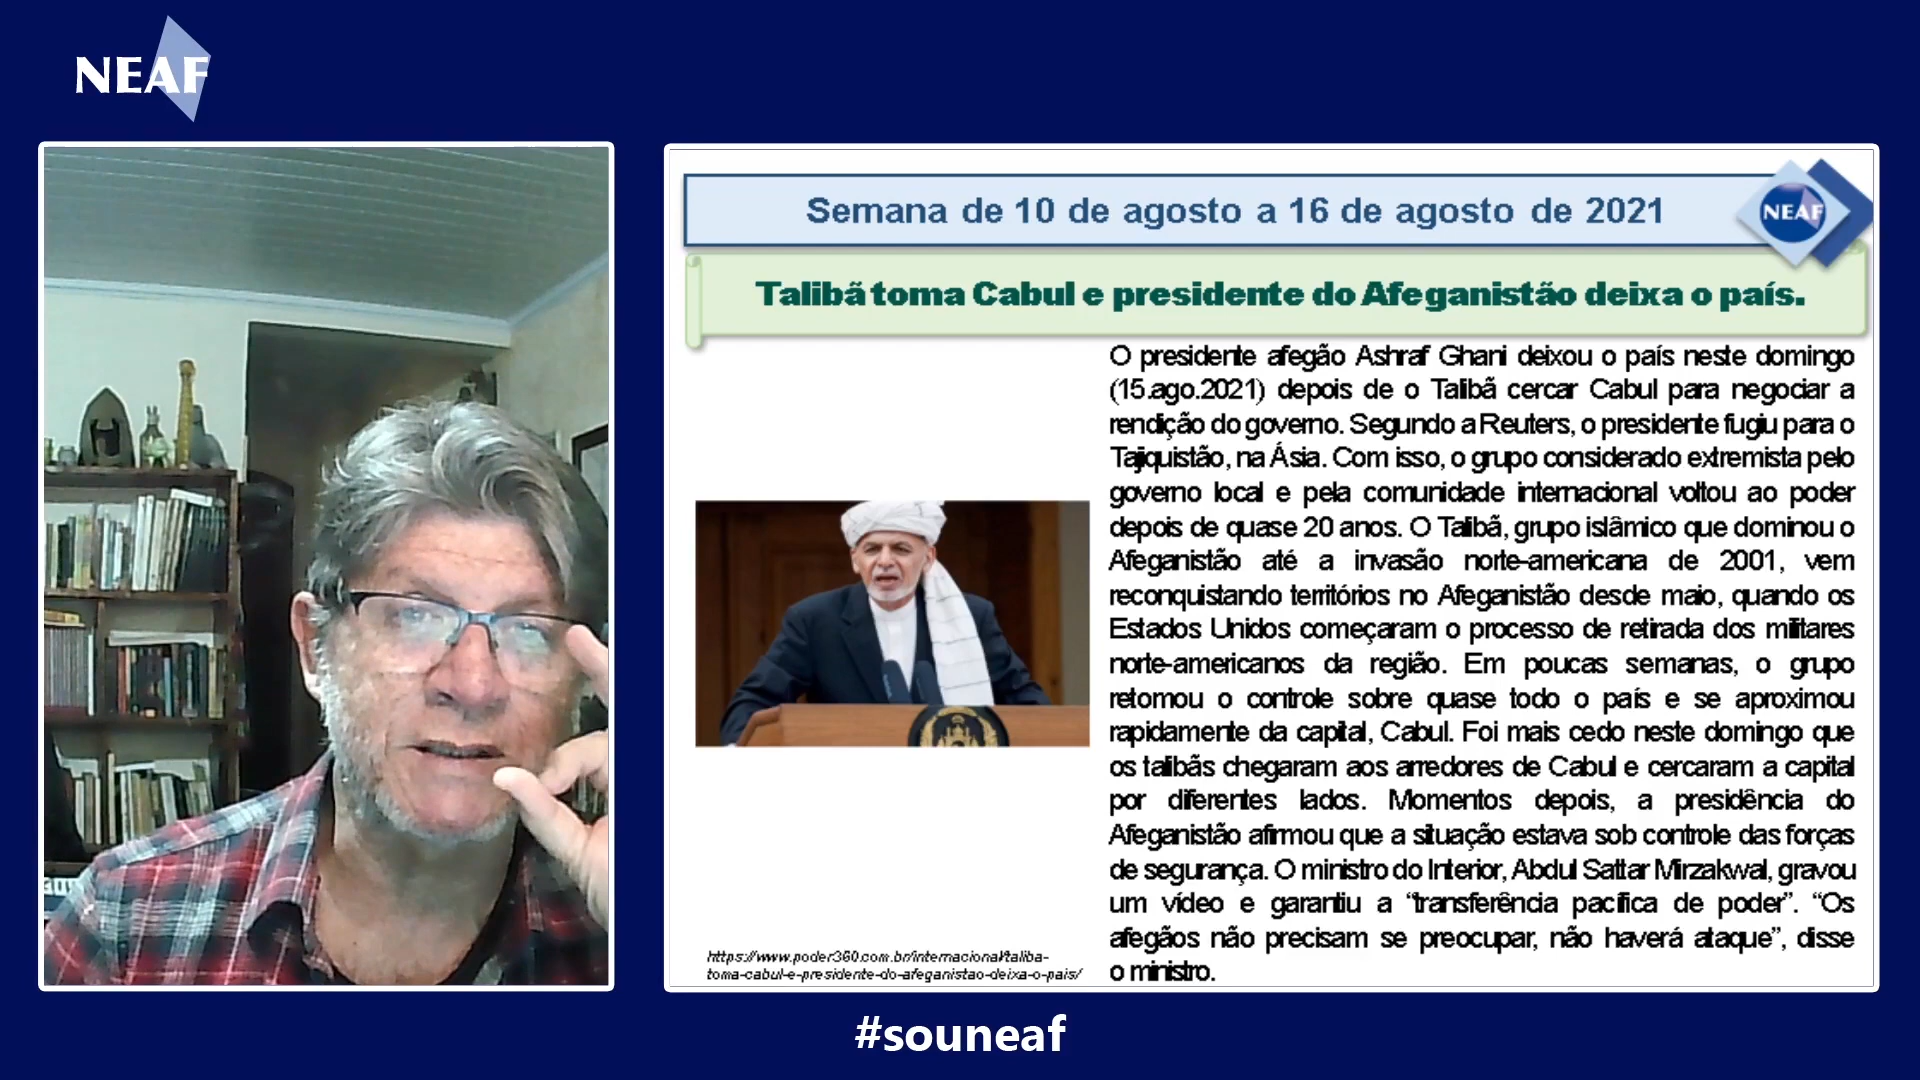 NEAF
Semana de 10 de agosto a 16 de agosto de 2021
NEAF
Talibã toma Cabul e presidente do Afeganistão deixa o país.
O presidente afegão Ashraf Ghani deixou o país neste domingo
(15.ago.2021) depois de o Talibã cercar Cabul para negociar a
rendição do governo. Segundo a Reuters, o presidente fugiu para o
Tajiquistão, na Ásia. Com isso, o grupo considerado extremista pelo
governo local e pela comunidade internacional voltou ao poder
depois de quase 20 anos. O Talibã, grupo islâmico que dominou o
Afeganistão até a invasão norte-americana de 2001, vem
reconquistando territórios no Afeganistão desde maio, quando os
Estados Unidos começaram o processo de retirada dos militares
norte-americanos da região. Em poucas semanas, o grupo
retomou o controle sobre quase todo o país e se aproximou
rapidamente da capital, Cabul. Foi mais cedo neste domingo que
os talibãs chegaram aos arredores de Cabul e cercaram a capital
por diferentes lados. Momentos depois, a presidência do
Afeganistão afirmou que a situação estava sob controle das forças
de segurança. O ministro do Interior, Abdul Sattar Mirzakwal, gravou
um vídeo e garantiu a “transferência pacífica de poder”. “Os
afegãos não precisam se preocupar, não haverá ataque”, disse
o ministro.
https://www.poder360.com.br/internacional/taliba-
toma-cabul-e-presidente-do-afeganistao-deixa-o-pais/
#souneaf